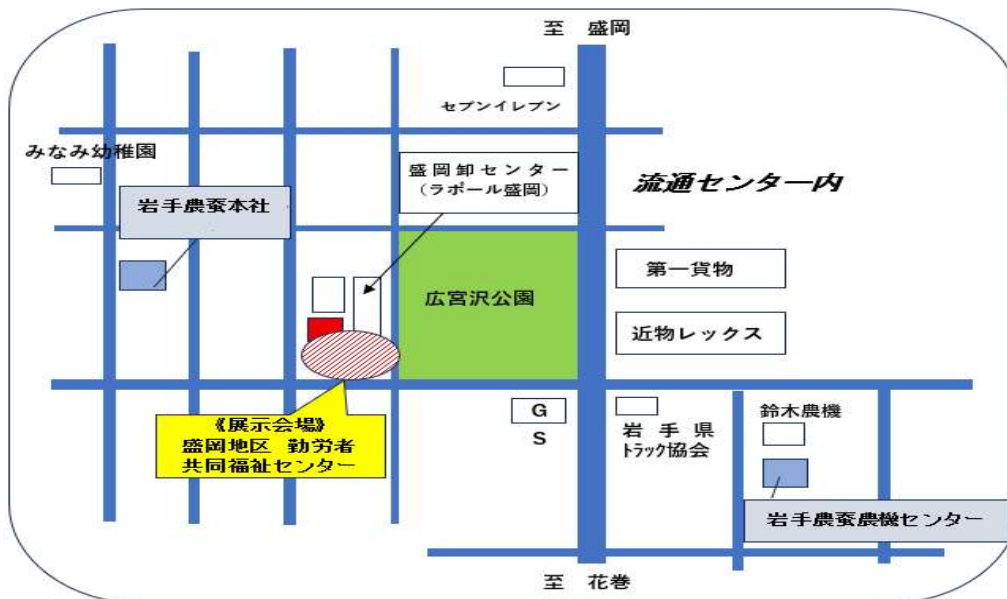 至 盛岡
セブンイレブン
みなみ幼稚園
盛岡卸センター
（ラポール盛岡）
流通センター内
岩手農蚕本社
第一貨物
広宮沢公園
近物レックス
《展示会場》
盛岡地区 勤労者
共同福祉センター
G
S
岩手県
トラック協会
鈴木農機
岩手農蚕農機センター
至 花巻